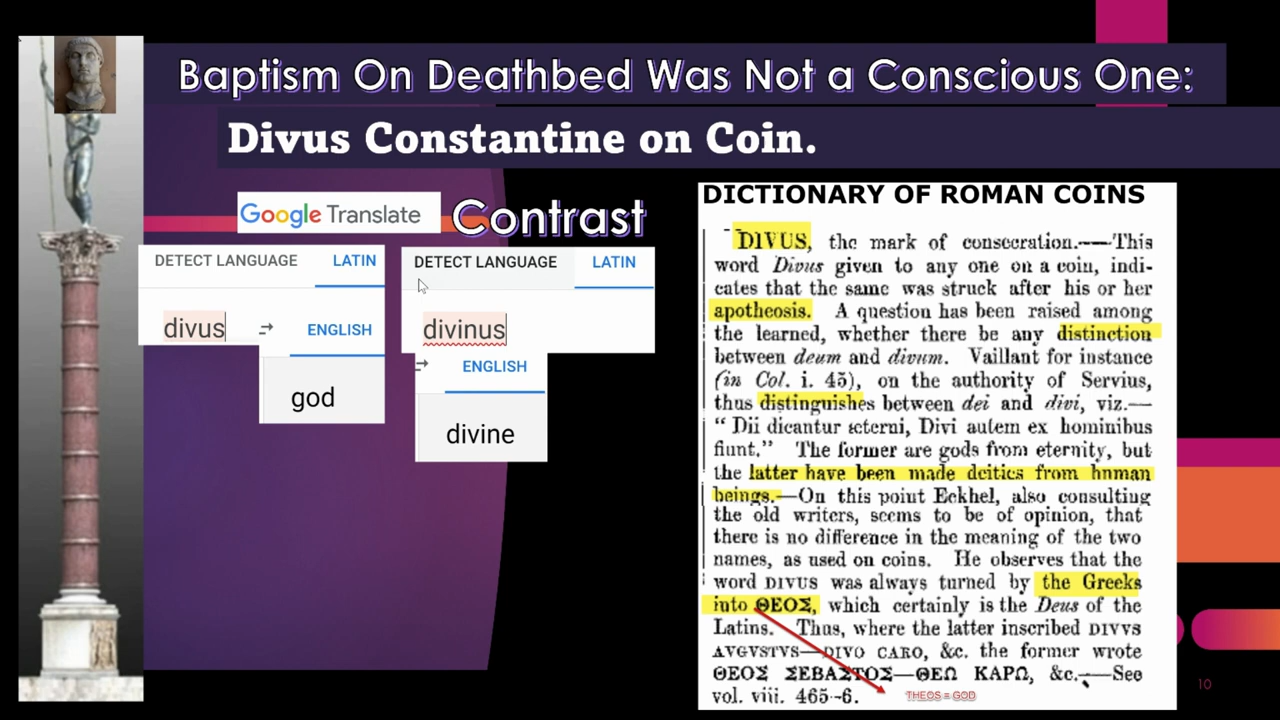 Baptism On Deathbed Was Not a Conscious One:
Divus Constantine on Coin.
Google Translate
Contrast
DETECT LANGUAGE LATIN
divus
ENGLISH
god
DETECT LANGUAGE LATIN
divinus
ENGLISH
divine
DICTIONARY OF ROMAN COINS
DIVUS, the mark of consecration.—This
word Divus given to any one on a coin, indi-
cates that the same was struck after his or her
apotheosis. A question has been raised among
the learned, whether there be any distinction
between deum and divum. Vaillant for instance
(in Col. i. 45), on the authority of Servius,
thus distinguishes between dei and divi, viz.—
“Dii dicantur æterni, Divi autem ex hominibus
fiunt.” The former are gods from eternity, but
the latter have been made deities from human
beings.—On this point Eckhel, also consulting
the old writers, seems to be of opinion, that
there is no difference in the meaning of the two
names, as used on coins. He observes that the
word DIVUS was always turned by the Greeks
into ΘΕΟΣ, which certainly is the Deus of the
Latins. Thus, where the latter inscribed DIVVS
AVGVSTVS—DIVO CARO, &c. the former wrote
ΘΕΟΣ ΣΕΒΑΣΤΟΣ—ΘΕΩ ΚΑΡΩ, &c.—See
vol. viii. 465-6.
THEOS = GOD
10